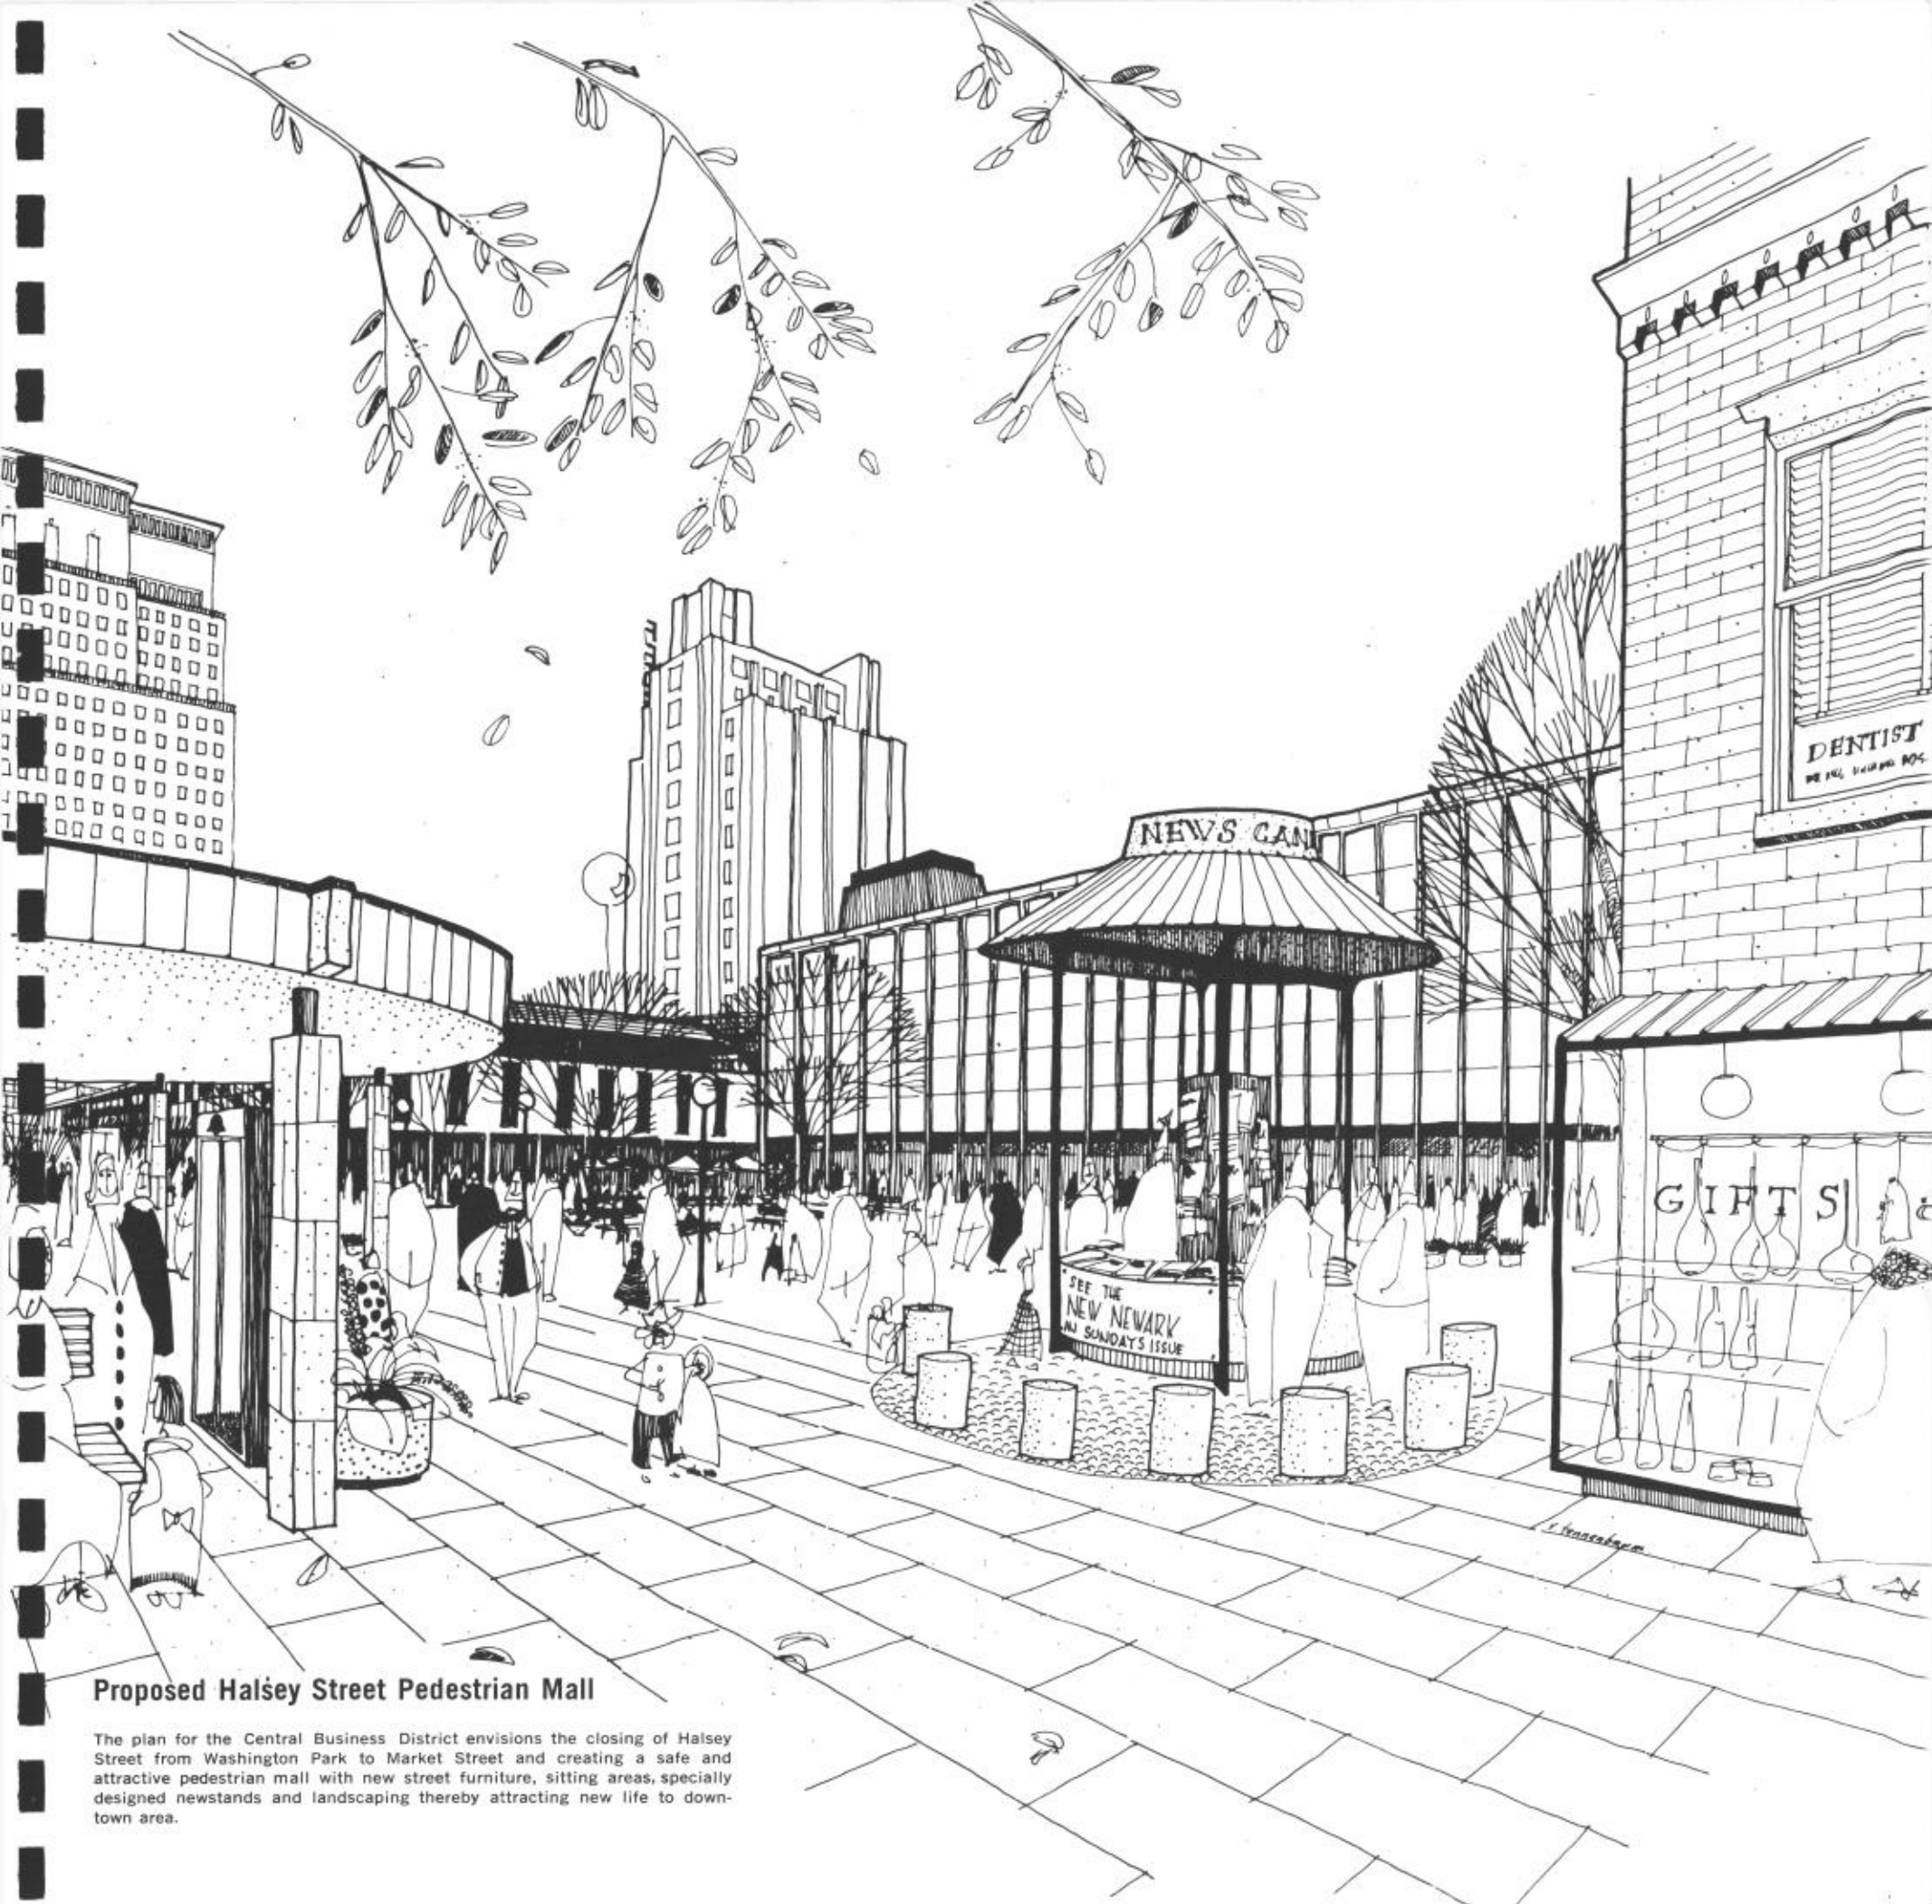 DENTIST
NEWS CAN
GIFTS
SEE THE
NEW NEWARK
IN SUNDAYS ISSUE
r. tennenbaum
Proposed Halsey Street Pedestrian Mall
The plan for the Central Business District envisions the closing of Halsey
Street from Washington Park to Market Street and creating a safe and
attractive pedestrian mall with new street furniture, sitting areas, specially
designed newstands and landscaping thereby attracting new life to down-
town area.